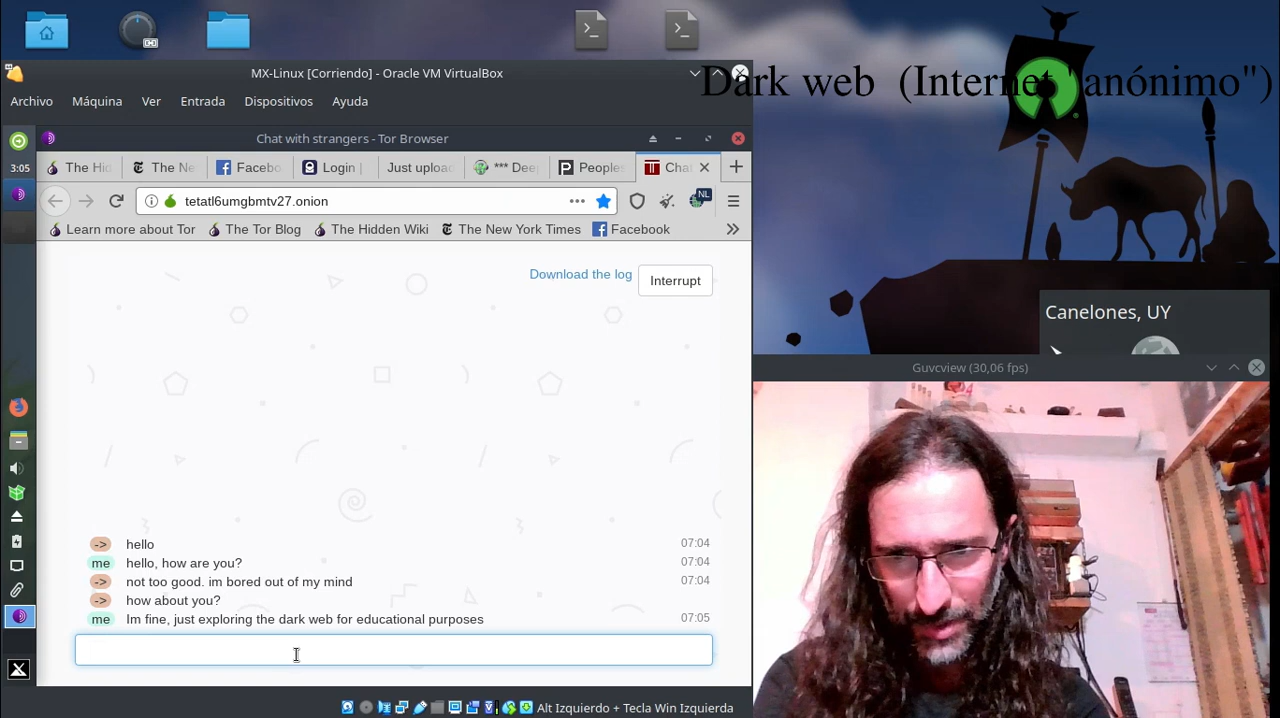 MX-Linux [Corriendo] - Oracle VM VirtualBox
Dark web (Internet "anónimo")
Archivo Máquina Ver Entrada Dispositivos Ayuda
Chat with strangers - Tor Browser
3:05
The Hid The Ne Facebo Login | Just uploa *** Dee Peoples Cha
tetatl6umgbmtv27.onion
NL
Learn more about Tor The Tor Blog The Hidden Wiki The New York Times Facebook
Download the log Interrupt
Canelones, UY
Guvcview (30,06 fps)
-> hello 07:04
me hello, how are you? 07:04
-> not too good. im bored out of my mind 07:04
-> how about you?
me Im fine, just exploring the dark web for educational purposes 07:05
Alt Izquierdo + Tecla Win Izquierda